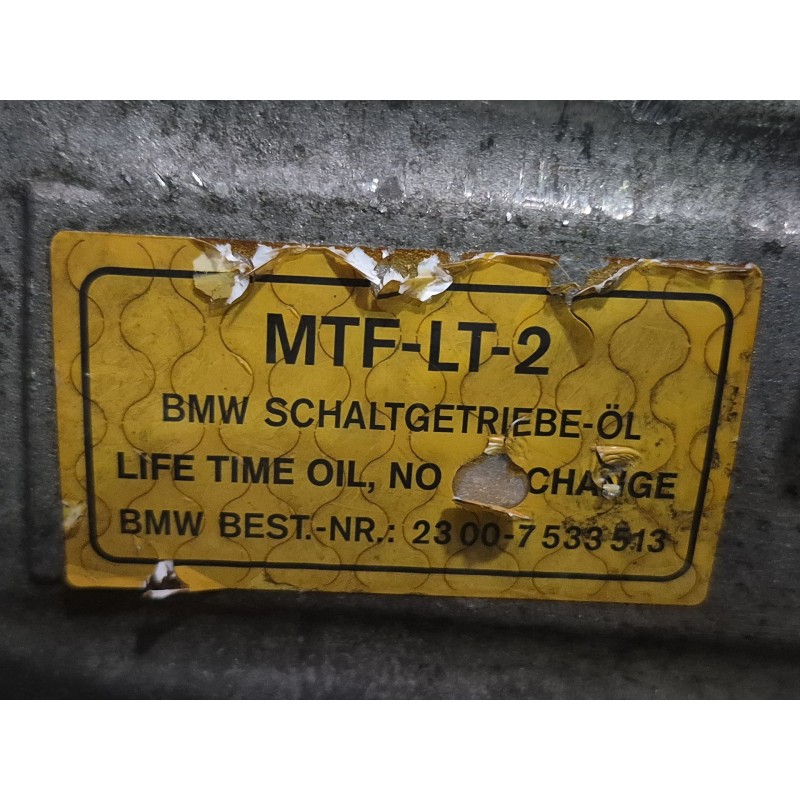 MTF-LT-2
BMW SCHALTGETRIEBE-ÖL
LIFE TIME OIL, NO CHANGE
BMW BEST.-NR.: 23 00-7 533 513